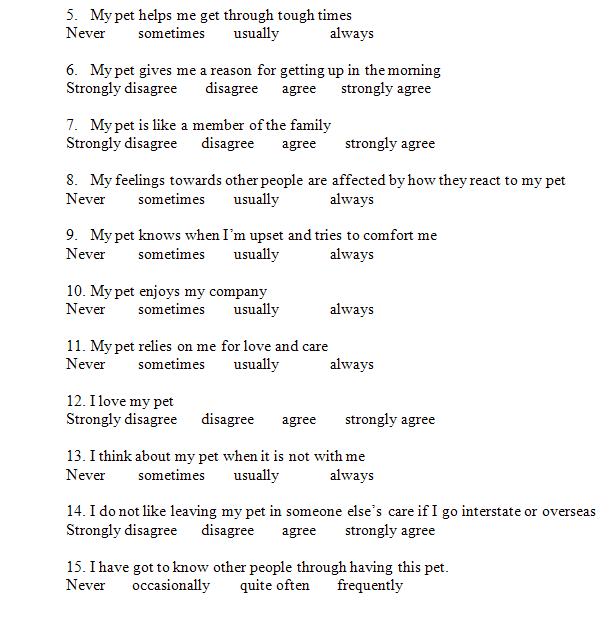 5. My pet helps me get through tough times
Never sometimes usually always
6. My pet gives me a reason for getting up in the morning
Strongly disagree disagree agree strongly agree
7. My pet is like a member of the family
Strongly disagree disagree agree strongly agree
8. My feelings towards other people are affected by how they react to my pet
Never sometimes usually always
9. My pet knows when I’m upset and tries to comfort me
Never sometimes usually always
10. My pet enjoys my company
Never sometimes usually always
11. My pet relies on me for love and care
Never sometimes usually always
12. I love my pet
Strongly disagree disagree agree strongly agree
13. I think about my pet when it is not with me
Never sometimes usually always
14. I do not like leaving my pet in someone else’s care if I go interstate or overseas
Strongly disagree disagree agree strongly agree
15. I have got to know other people through having this pet.
Never occasionally quite often frequently